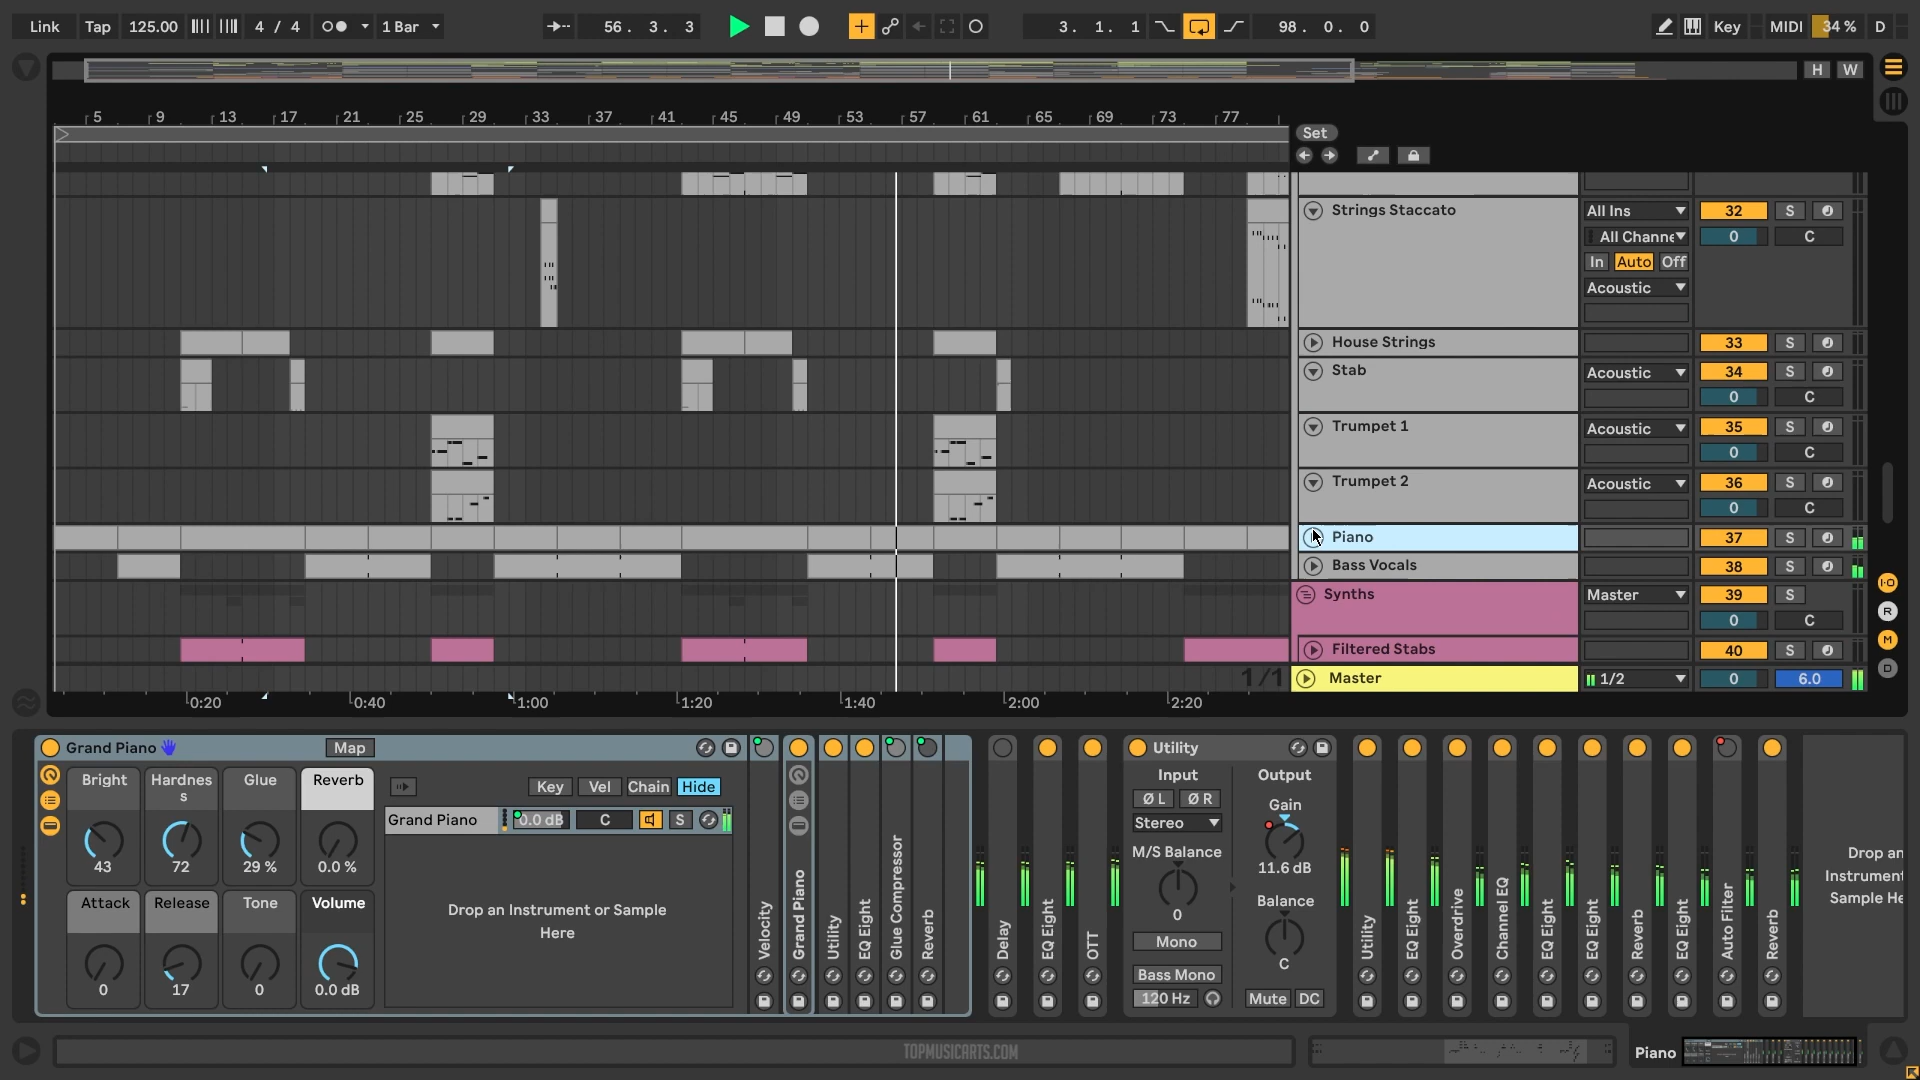 Link Tap 125.00 4 / 4 1 Bar 56. 3. 3 3. 1. 1 98. 0. 0 Key MIDI 34 % D
H W
5 9 13 17 21 25 29 33 37 41 45 49 53 57 61 65 69 73 77
Set
Strings Staccato All Ins 32 S
All Channe 0 C
In Auto Off
Acoustic
House Strings 33 S
Stab Acoustic 34 S
0 C
Trumpet 1 Acoustic 35 S
0 C
Trumpet 2 Acoustic 36 S
0 C
Piano 37 S
Bass Vocals 38 S
Synths Master 39 S
0 C
Filtered Stabs 40 S
1/1 Master 1/2 0 6.0
0:20 0:40 1:00 1:20 1:40 2:00 2:20
I·O
R
M
D
Grand Piano Map
Bright Hardnes
s Glue Reverb
43 72 29 % 0.0 %
Attack Release Tone Volume
0 17 0 0.0 dB
Key Vel Chain Hide
Grand Piano 0.0 dB C S
Drop an Instrument or Sample
Here
Velocity
Grand Piano
Utility
EQ Eight
Glue Compressor
Reverb
Delay
EQ Eight
OTT
Utility
Input Output
Ø L Ø R Gain
Stereo
M/S Balance 11.6 dB
Balance
0
Mono C
Bass Mono
120 Hz Mute DC
Utility
EQ Eight
Overdrive
Channel EQ
EQ Eight
EQ Eight
Reverb
EQ Eight
Auto Filter
Reverb
Drop an
Instrument
Sample He
TOPMUSICARTS.COM
Piano